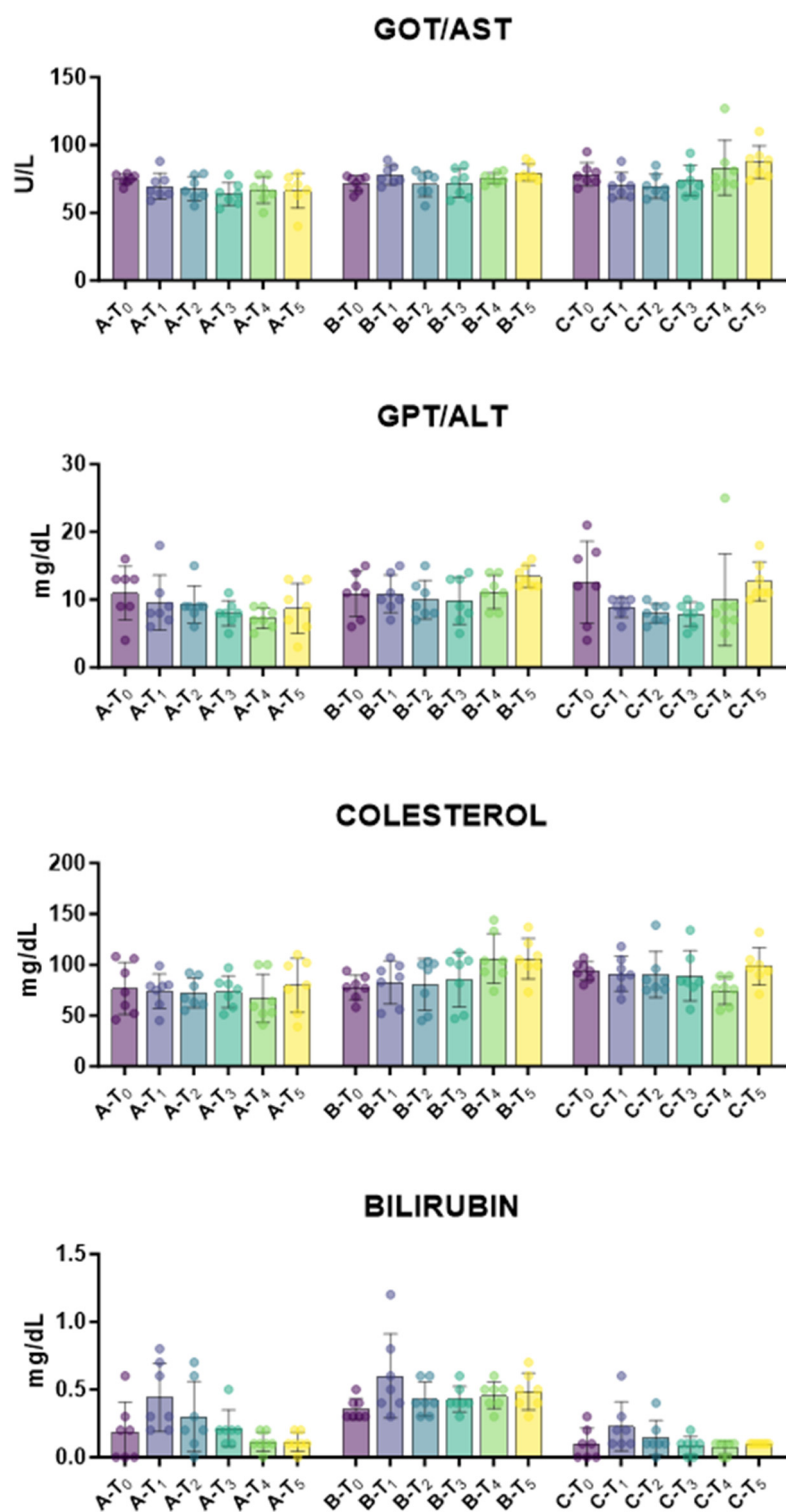 GOT/AST
150
100
50
0
U/L
A-T0 A-T1 A-T2 A-T3 A-T4 A-T5 B-T0 B-T1 B-T2 B-T3 B-T4 B-T5 C-T0 C-T1 C-T2 C-T3 C-T4 C-T5
GPT/ALT
30
20
10
0
mg/dL
A-T0 A-T1 A-T2 A-T3 A-T4 A-T5 B-T0 B-T1 B-T2 B-T3 B-T4 B-T5 C-T0 C-T1 C-T2 C-T3 C-T4 C-T5
COLESTEROL
200
150
100
50
0
mg/dL
A-T0 A-T1 A-T2 A-T3 A-T4 A-T5 B-T0 B-T1 B-T2 B-T3 B-T4 B-T5 C-T0 C-T1 C-T2 C-T3 C-T4 C-T5
BILIRUBIN
1.5
1.0
0.5
0.0
mg/dL
A-T0 A-T1 A-T2 A-T3 A-T4 A-T5 B-T0 B-T1 B-T2 B-T3 B-T4 B-T5 C-T0 C-T1 C-T2 C-T3 C-T4 C-T5